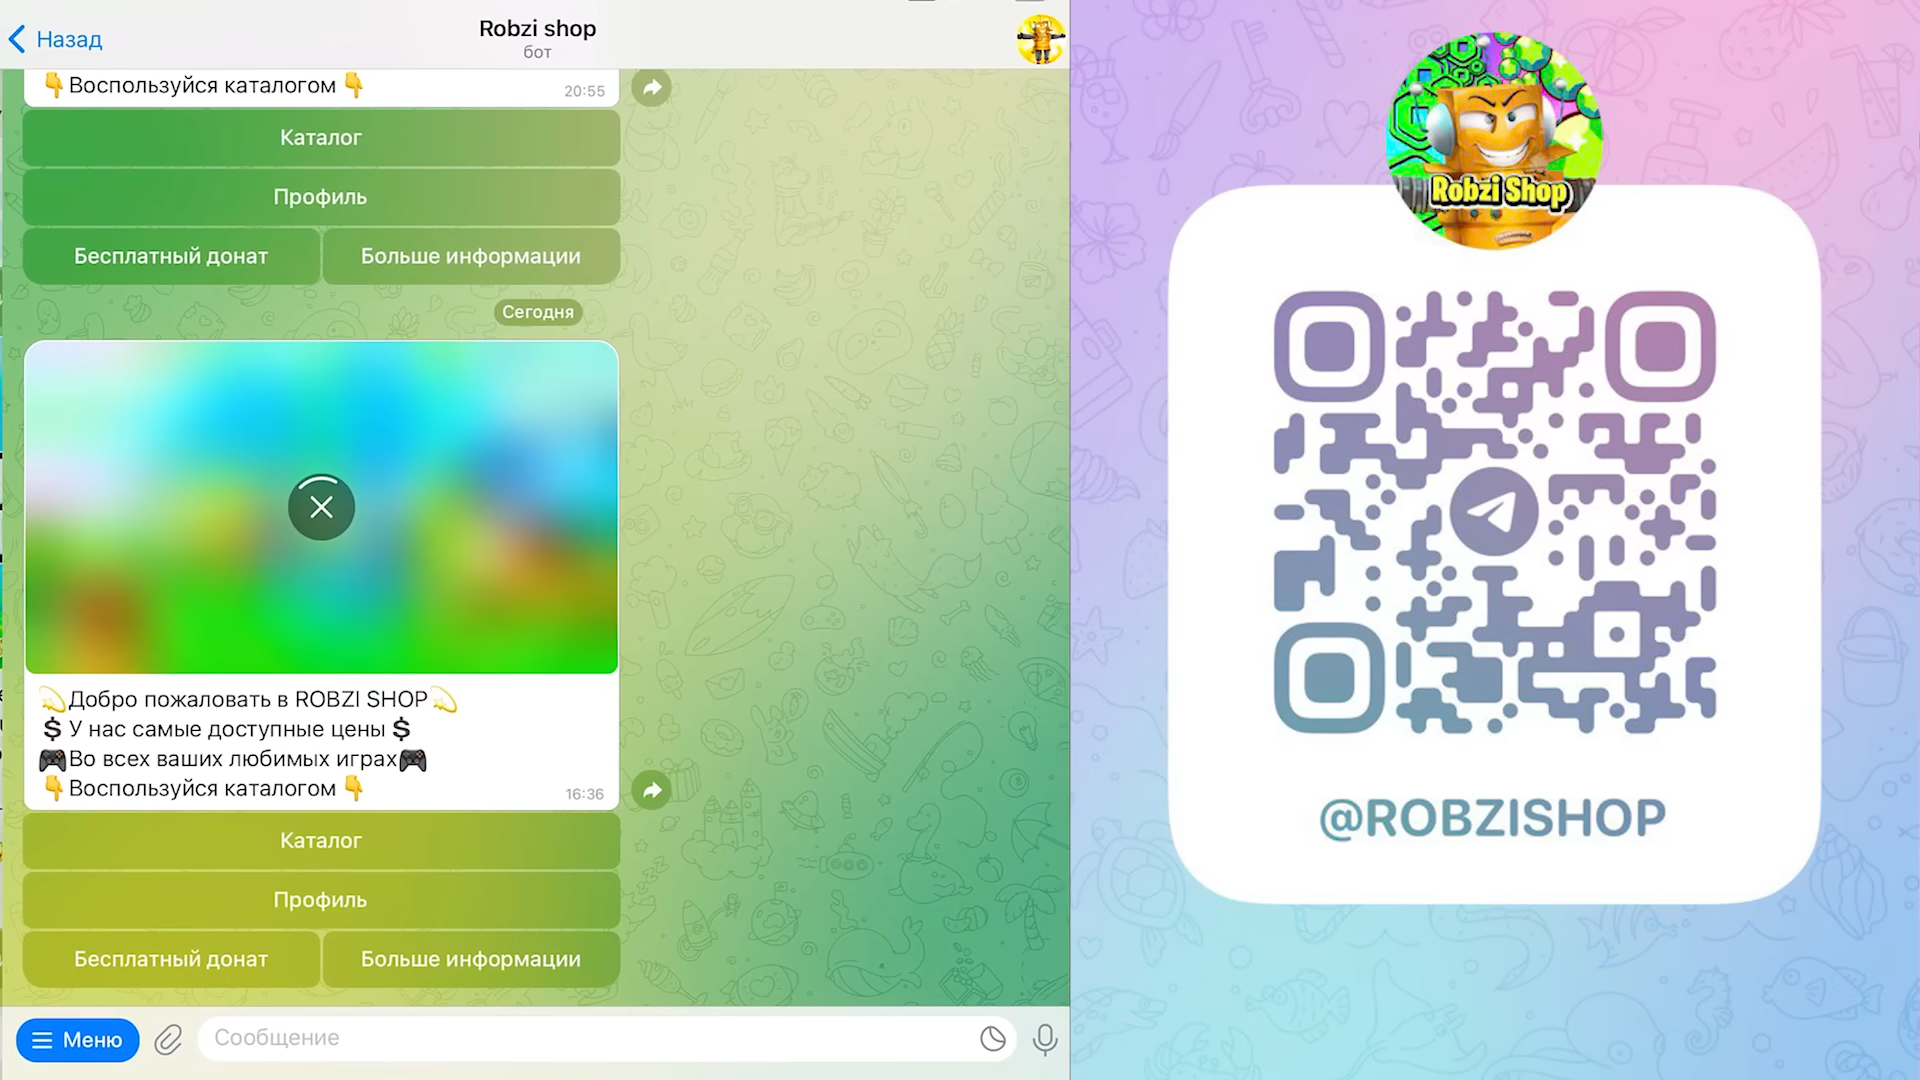 Назад
Robzi shop
бот
👇Воспользуйся каталогом 👇
20:55
Каталог
Профиль
Бесплатный донат
Больше информации
Сегодня
💫Добро пожаловать в ROBZI SHOP💫
💲У нас самые доступные цены💲
🎮Во всех ваших любимых играх🎮
👇Воспользуйся каталогом 👇
16:36
Каталог
Профиль
Бесплатный донат
Больше информации
Меню
Сообщение
Robzi Shop
@ROBZISHOP